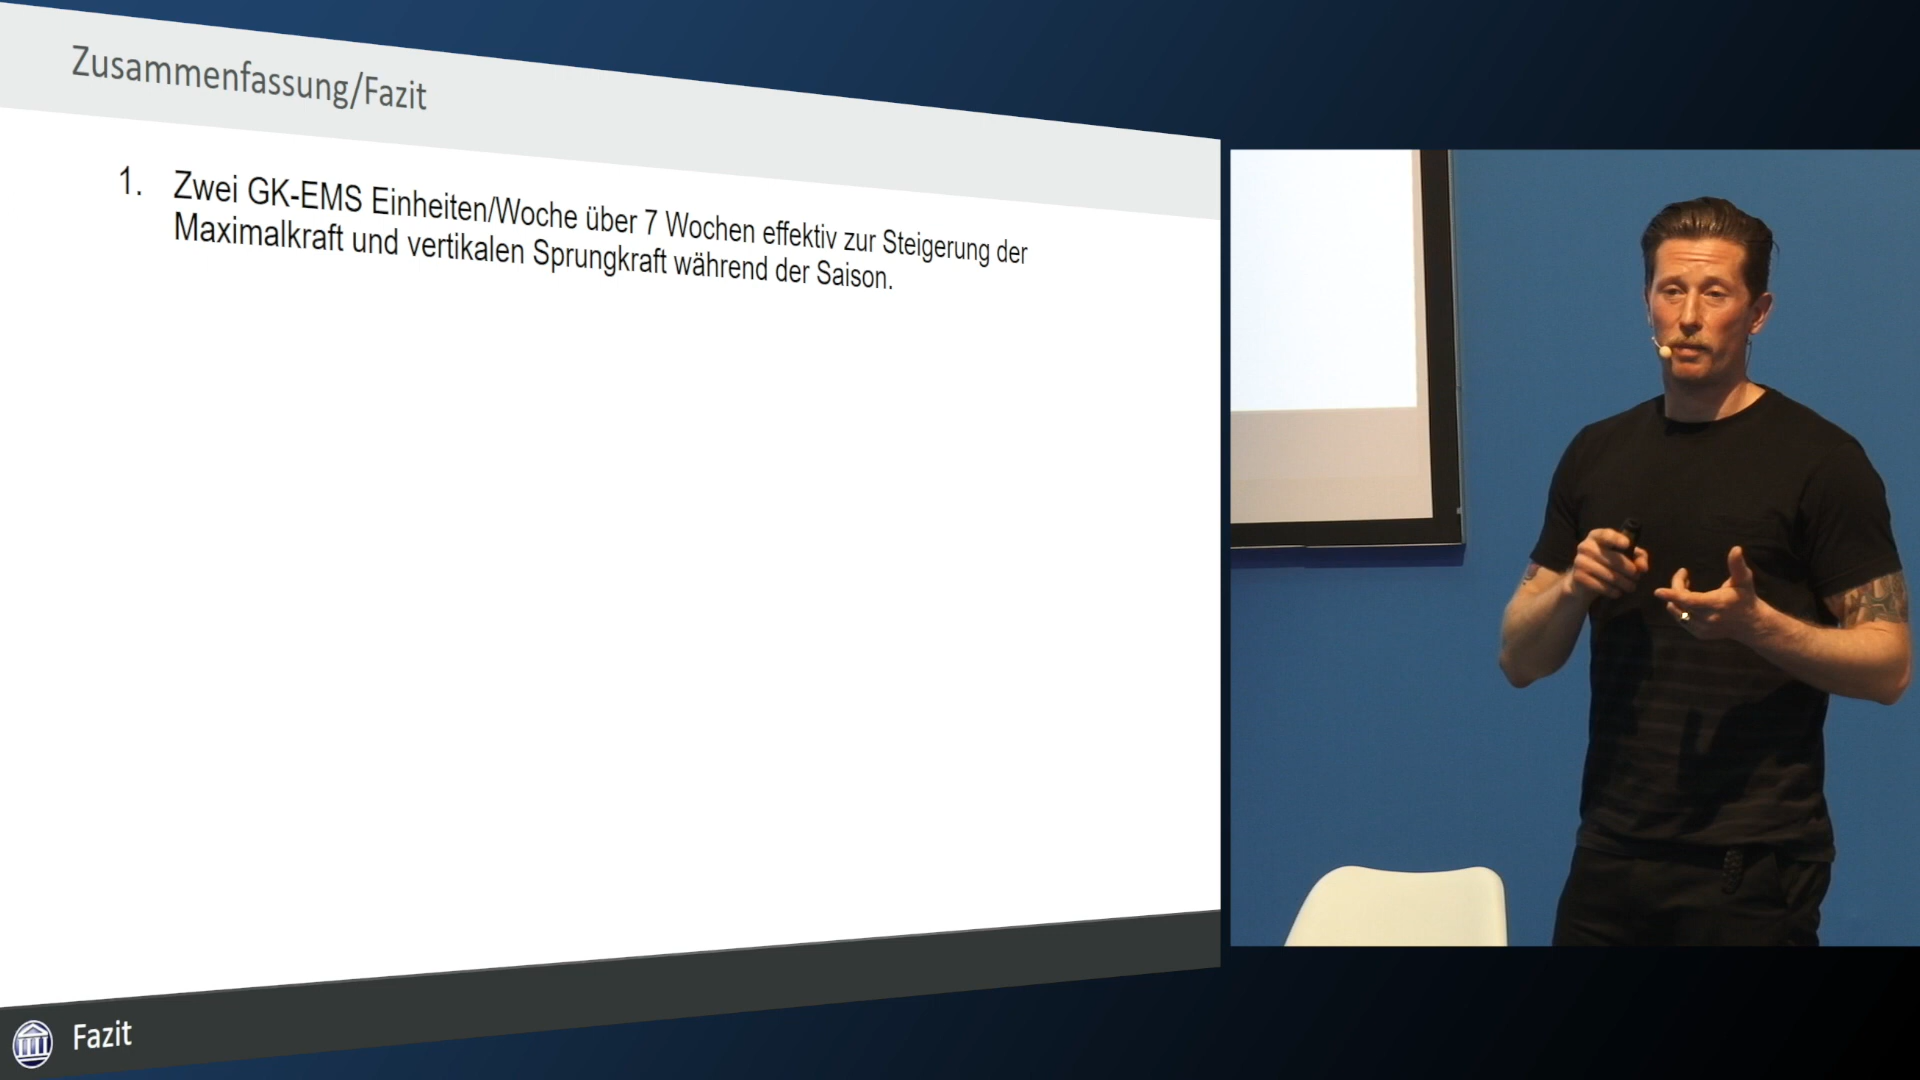 Zusammenfassung/Fazit
1. Zwei GK-EMS Einheiten/Woche über 7 Wochen effektiv zur Steigerung der
Maximalkraft und vertikalen Sprungkraft während der Saison.
Fazit